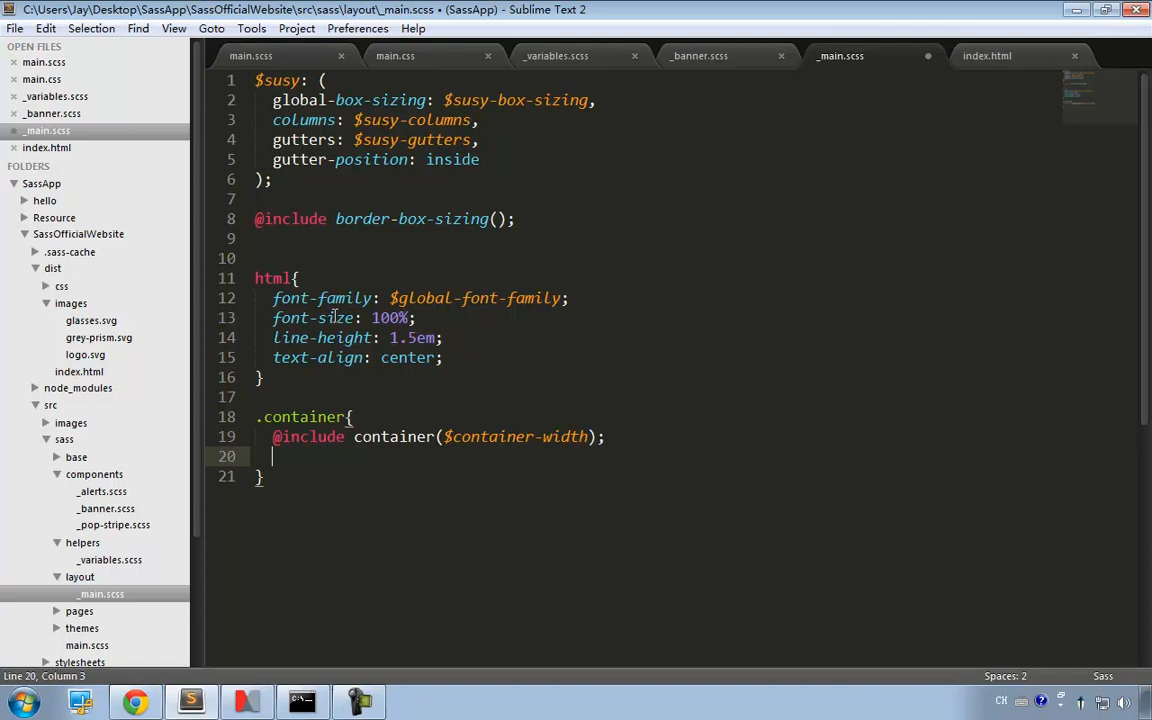 C:\Users\Jay\Desktop\SassApp\SassOfficialWebsite\src\sass\layout\_main.scss • (SassApp) - Sublime Text 2
File Edit Selection Find View Goto Tools Project Preferences Help
OPEN FILES
main.scss
main.css
_variables.scss
_banner.scss
_main.scss
index.html
FOLDERS
SassApp
hello
Resource
SassOfficialWebsite
.sass-cache
dist
css
images
glasses.svg
grey-prism.svg
logo.svg
index.html
node_modules
src
images
sass
base
components
_alerts.scss
_banner.scss
_pop-stripe.scss
helpers
_variables.scss
layout
_main.scss
pages
themes
main.scss
stylesheets
main.scss main.css _variables.scss _banner.scss _main.scss index.html
1 $susy: (
2 global-box-sizing: $susy-box-sizing,
3 columns: $susy-columns,
4 gutters: $susy-gutters,
5 gutter-position: inside
6 );
7
8 @include border-box-sizing();
9
10
11 html{
12 font-family: $global-font-family;
13 font-size: 100%;
14 line-height: 1.5em;
15 text-align: center;
16 }
17
18 .container{
19 @include container($container-width);
20
21 }
Line 20, Column 3 Spaces: 2 Sass
CH